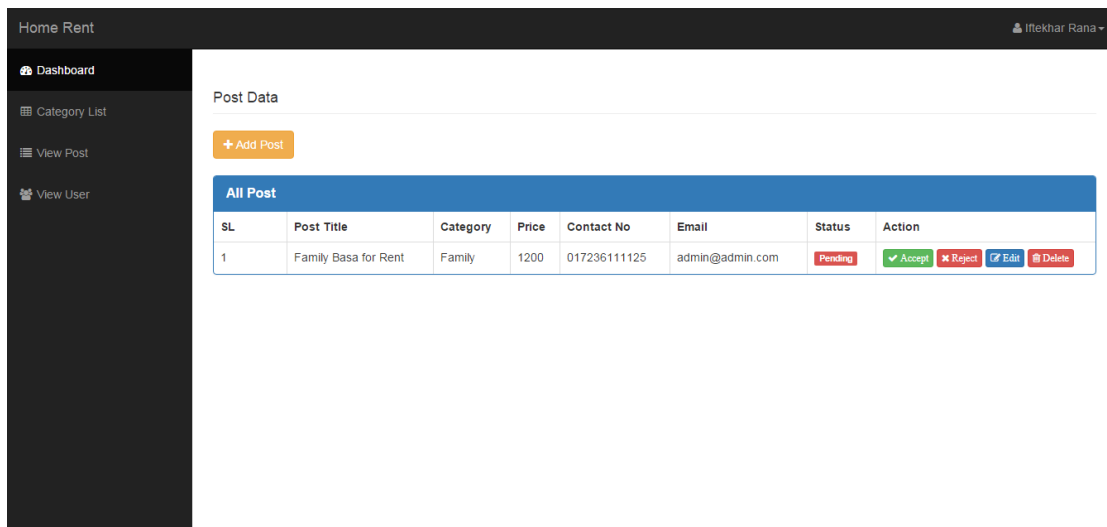 Home Rent
Iftekhar Rana
Dashboard
Category List
View Post
View User
Post Data
Add Post
All Post
SL Post Title Category Price Contact No Email Status Action
1 Family Basa for Rent Family 1200 017236111125 admin@admin.com Pending Accept Reject Edit Delete